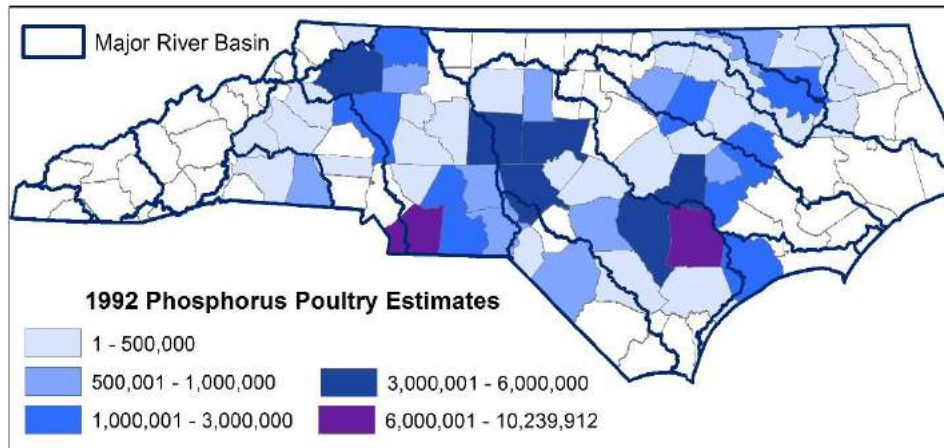 Major River Basin
1992 Phosphorus Poultry Estimates
1 - 500,000
500,001 - 1,000,000
1,000,001 - 3,000,000
3,000,001 - 6,000,000
6,000,001 - 10,239,912